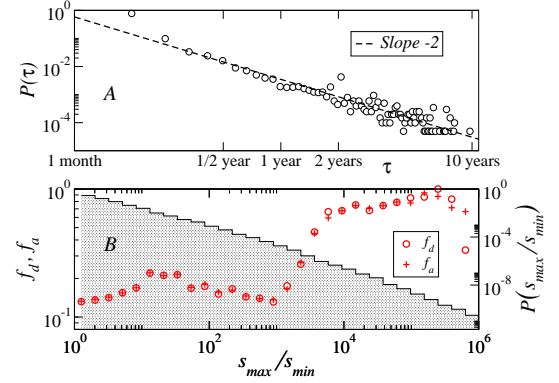 10^0
10^-2
10^-4
P(τ)
A
Slope -2
1 month
1/2 year
1 year
2 years
τ
10 years
10^0
10^-1
f_d, f_a
B
f_d
f_a
10^0
10^-4
10^-9
P(s_max/s_min)
10^0
10^2
10^4
10^6
s_max/s_min